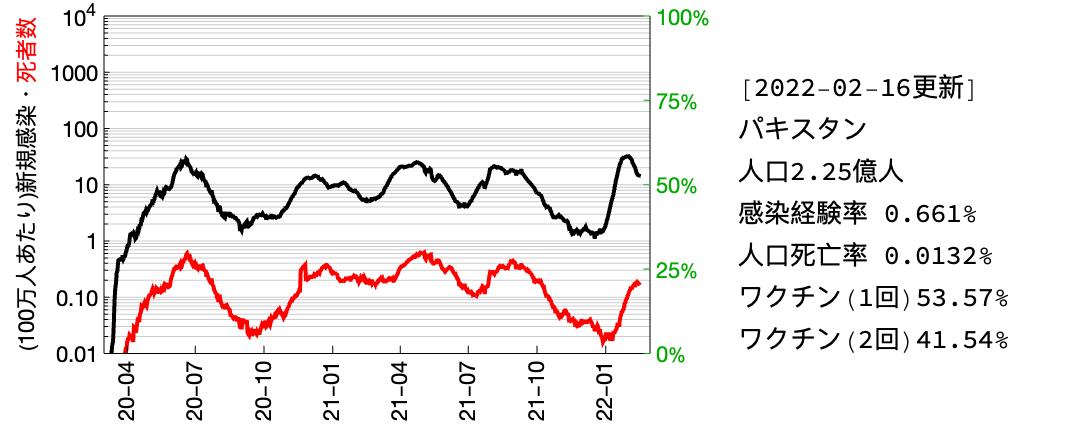 (100万人あたり)新規感染・死者数
10^4
1000
100
10
1
0.10
0.01
100%
75%
50%
25%
0%
20-04
20-07
20-10
21-01
21-04
21-07
21-10
22-01
[2022-02-16更新]
パキスタン
人口2.25億人
感染経験率 0.661%
人口死亡率 0.0132%
ワクチン(1回)53.57%
ワクチン(2回)41.54%